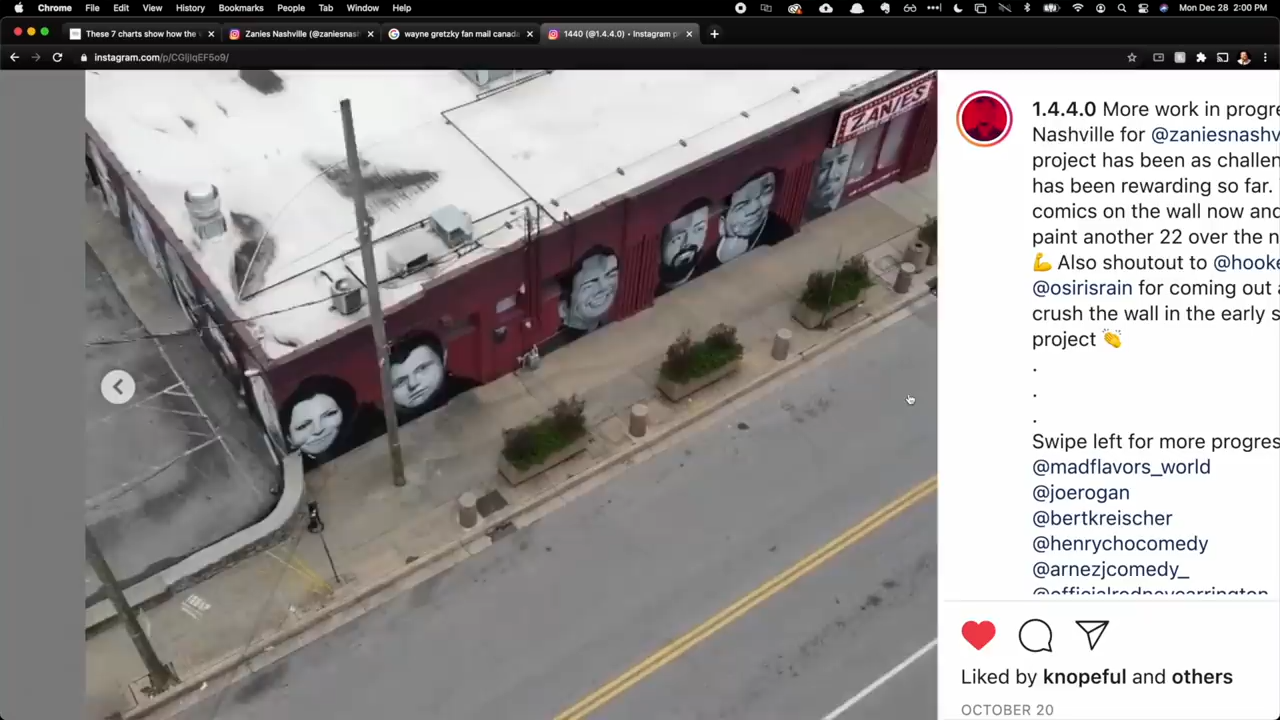 Chrome File Edit View History Bookmarks People Tab Window Help Mon Dec 28 2:00 PM
These 7 charts show how the Zanies Nashville (@zaniesnas wayne gretzky fan mail canada 1440 (@1.4.4.0) • Instagram p
instagram.com/p/CGljlqEF5o9/
ZANIES
1.4.4.0 More work in progre
Nashville for @zaniesnashv
project has been as challen
has been rewarding so far.
comics on the wall now and
paint another 22 over the n
💪 Also shoutout to @hooke
@osirisrain for coming out a
crush the wall in the early s
project 👏
.
.
.
Swipe left for more progres
@madflavors_world
@joerogan
@bertkreischer
@henrychocomedy
@arnezjcomedy_
@officialrodneycarrington
Liked by knopeful and others
OCTOBER 20